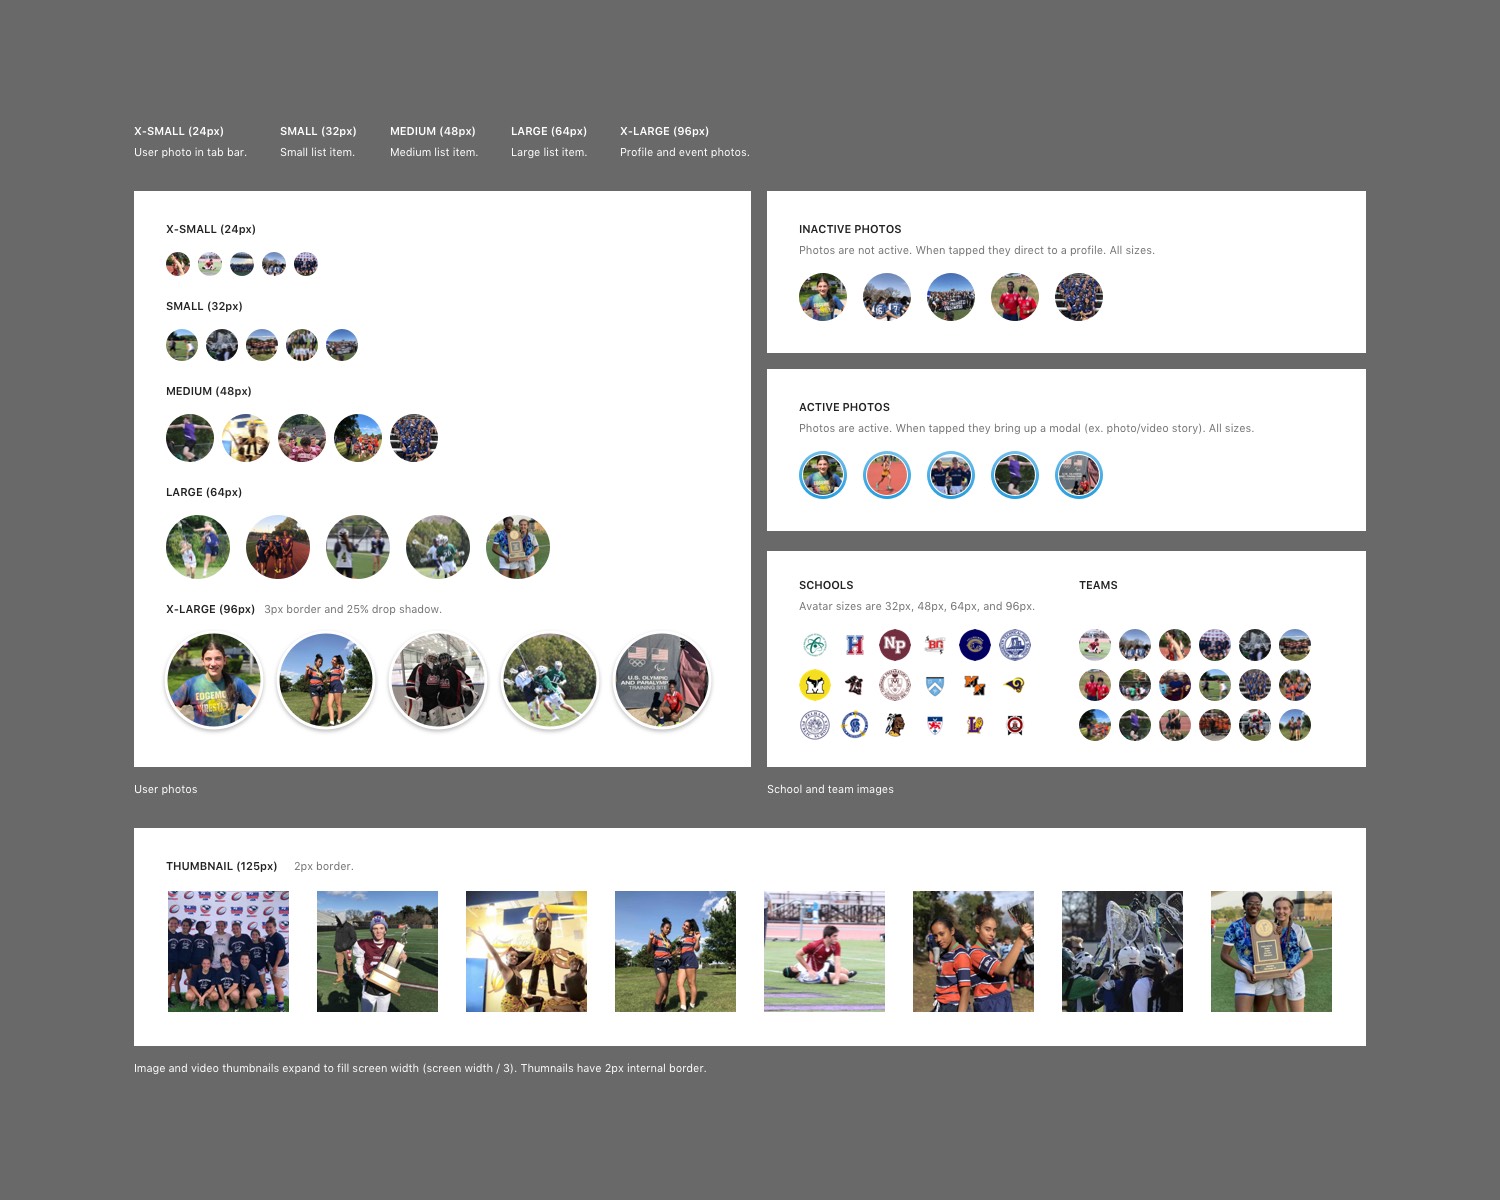 X-SMALL (24px)
User photo in tab bar.
SMALL (32px)
Small list item.
MEDIUM (48px)
Medium list item.
LARGE (64px)
Large list item.
X-LARGE (96px)
Profile and event photos.
X-SMALL (24px)
SMALL (32px)
MEDIUM (48px)
LARGE (64px)
X-LARGE (96px) 3px border and 25% drop shadow.
U.S. OLYMPIC
AND PARALYMPIC
TRAINING SITE
User photos
INACTIVE PHOTOS
Photos are not active. When tapped they direct to a profile. All sizes.
ACTIVE PHOTOS
Photos are active. When tapped they bring up a modal (ex. photo/video story). All sizes.
SCHOOLS
Avatar sizes are 32px, 48px, 64px, and 96px.
H
NP
BG
M
L
TEAMS
School and team images
THUMBNAIL (125px) 2px border.
Image and video thumbnails expand to fill screen width (screen width / 3). Thumnails have 2px internal border.